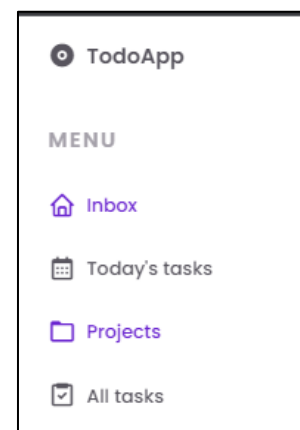 TodoApp
MENU
Inbox
Today's tasks
Projects
All tasks